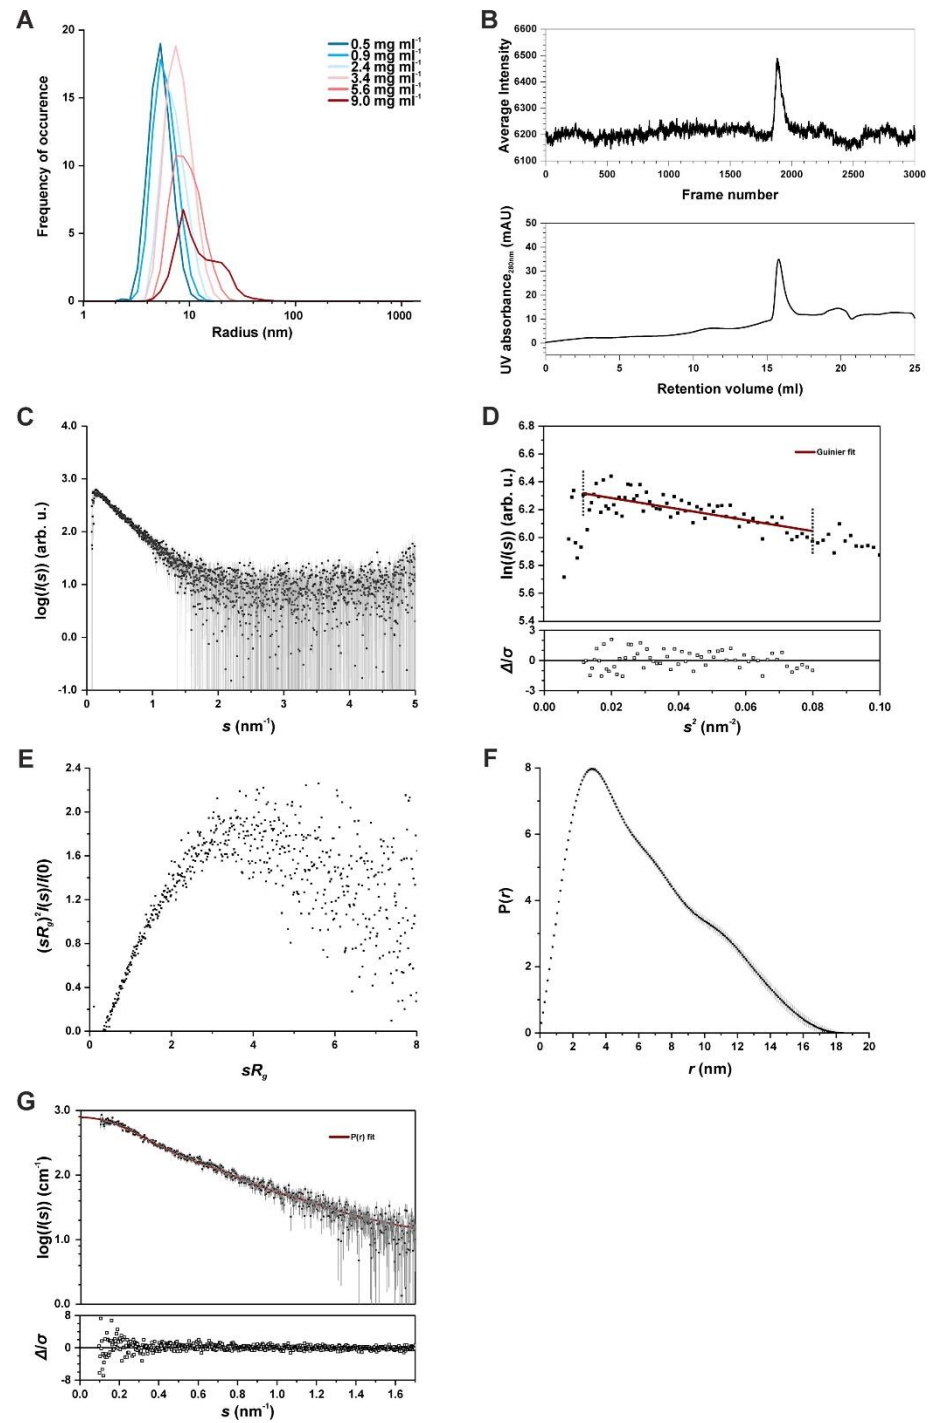 A
20
15
10
5
0
Frequency of occurence
0.5 mg ml⁻¹
0.9 mg ml⁻¹
2.4 mg ml⁻¹
3.4 mg ml⁻¹
5.6 mg ml⁻¹
9.0 mg ml⁻¹
1 10 100 1000
Radius (nm)
B
6600
6500
6400
6300
6200
6100
Average Intensity
0 500 1000 1500 2000 2500 3000
Frame number
50
40
30
20
10
0
UV absorbance280nm (mAU)
0 5 10 15 20 25
Retention volume (ml)
C
4.0
3.0
2.0
1.0
0.0
-1.0
log(I(s)) (arb. u.)
0 1 2 3 4 5
s (nm⁻¹)
D
6.8
6.6
6.4
6.2
6.0
5.8
5.6
5.4
ln((I(s)) (arb. u.)
Guinier fit
3
0
-3
Δ/σ
0.00 0.02 0.04 0.06 0.08 0.10
s² (nm⁻²)
E
2.4
2.0
1.6
1.2
0.8
0.4
0.0
(sRg)²I(s)/I(0)
0 2 4 6 8
sRg
F
8
6
4
2
0
P(r)
0 2 4 6 8 10 12 14 16 18 20
r (nm)
G
3.0
2.0
1.0
0.0
log(I(s)) (cm⁻¹)
P(r) fit
8
0
-8
Δ/σ
0.0 0.2 0.4 0.6 0.8 1.0 1.2 1.4 1.6
s (nm⁻¹)